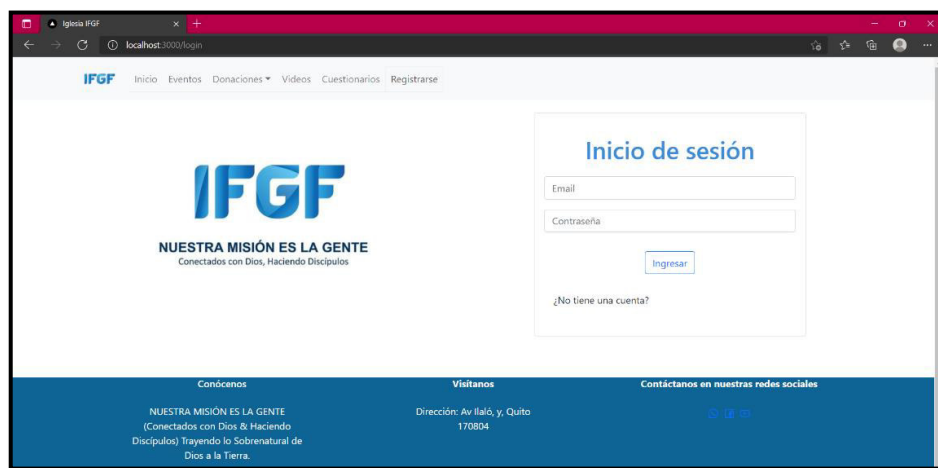 Iglesia IFGF
localhost:3000/login
IFGF Inicio Eventos Donaciones Videos Cuestionarios Registrarse
IFGF
NUESTRA MISIÓN ES LA GENTE
Conectados con Dios, Haciendo Discípulos
Inicio de sesión
Email
Contraseña
Ingresar
¿No tiene una cuenta?
Conócenos
NUESTRA MISIÓN ES LA GENTE
(Conectados con Dios & Haciendo
Discípulos) Trayendo lo Sobrenatural de
Dios a la Tierra.
Visítanos
Dirección: Av Ilaló, y, Quito
170804
Contáctanos en nuestras redes sociales